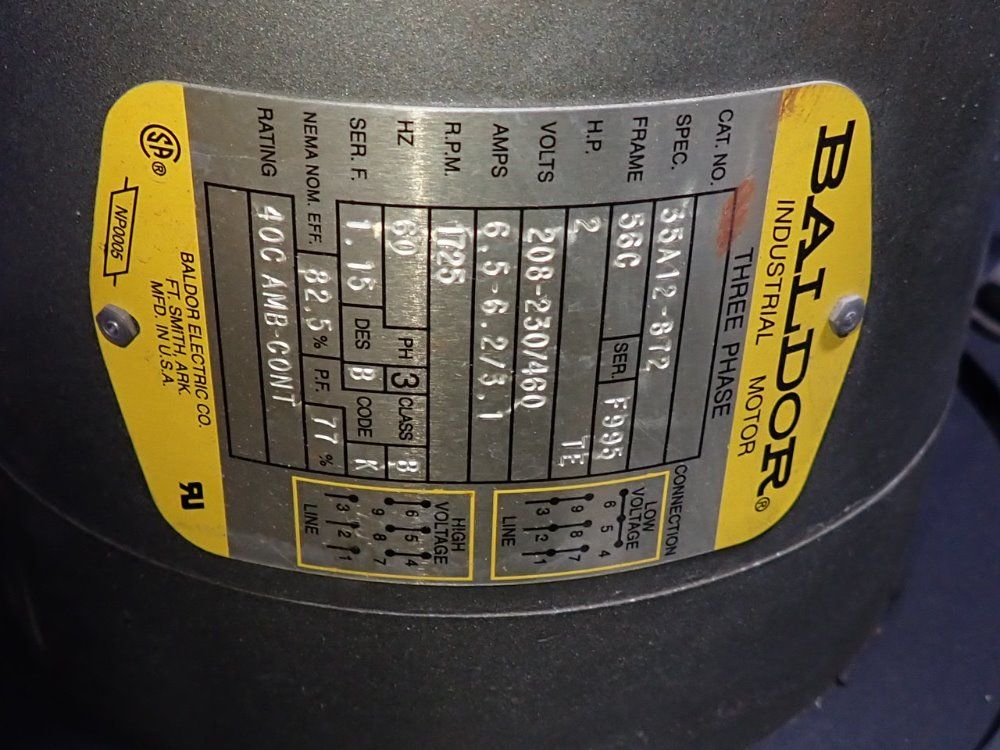 BALDOR®
INDUSTRIAL MOTOR
THREE PHASE
CAT. NO.
SPEC. 35A12-872
FRAME 56C SER. F995
H.P. 2 TE
VOLTS 208-230/460
AMPS 6.5-6.2/3.1
R.P.M. 1725
HZ 60 PH 3 CLASS B
SER. F. 1.15 DES B CODE K
NEMA NOM. EFF. 82.5 % P.F. 77 %
RATING 40C AMB-CONT
CONNECTION
LOW
VOLTAGE
6 5 4
9 8 7
3 2 1
LINE
HIGH
VOLTAGE
6 5 4
9 8 7
3 2 1
LINE
SA®
NP0005
BALDOR ELECTRIC CO.
FT. SMITH, ARK.
MFD. IN U.S.A.